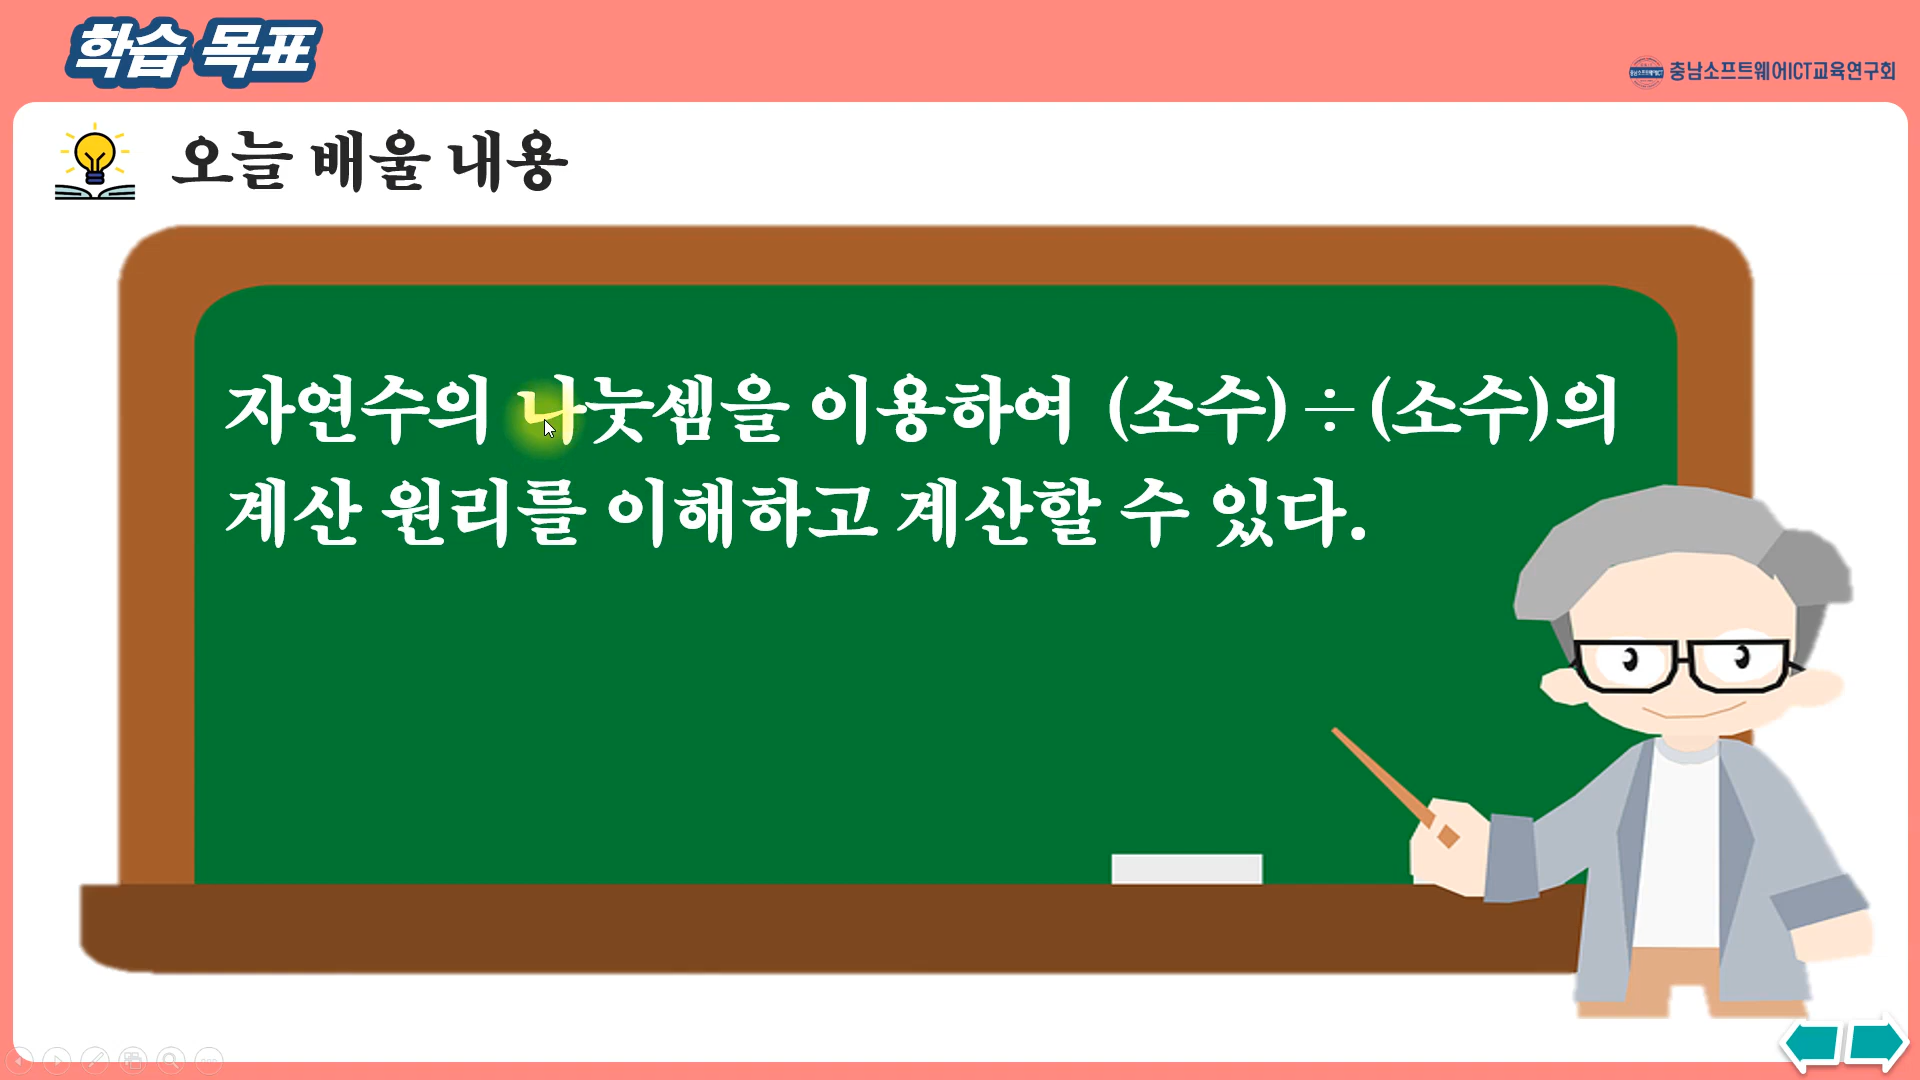 학습 목표
충남소프트웨어ICT교육연구회
오늘 배울 내용
자연수의 나눗셈을 이용하여 (소수)÷(소수)의
계산 원리를 이해하고 계산할 수 있다.